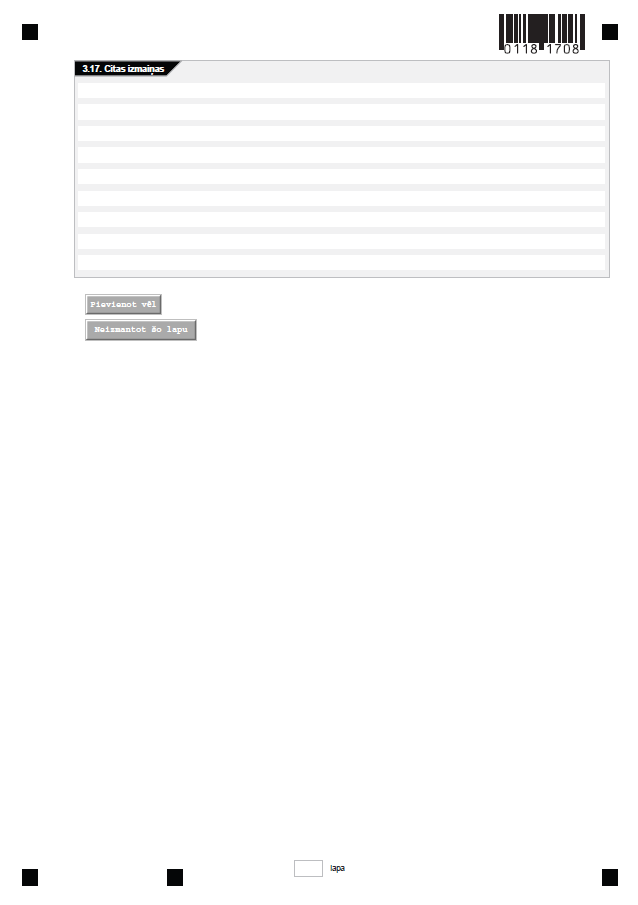 0118 1708
3.17. Citas izmaiņas
Pievienot vēl
Neizmantot šo lapu
lapa